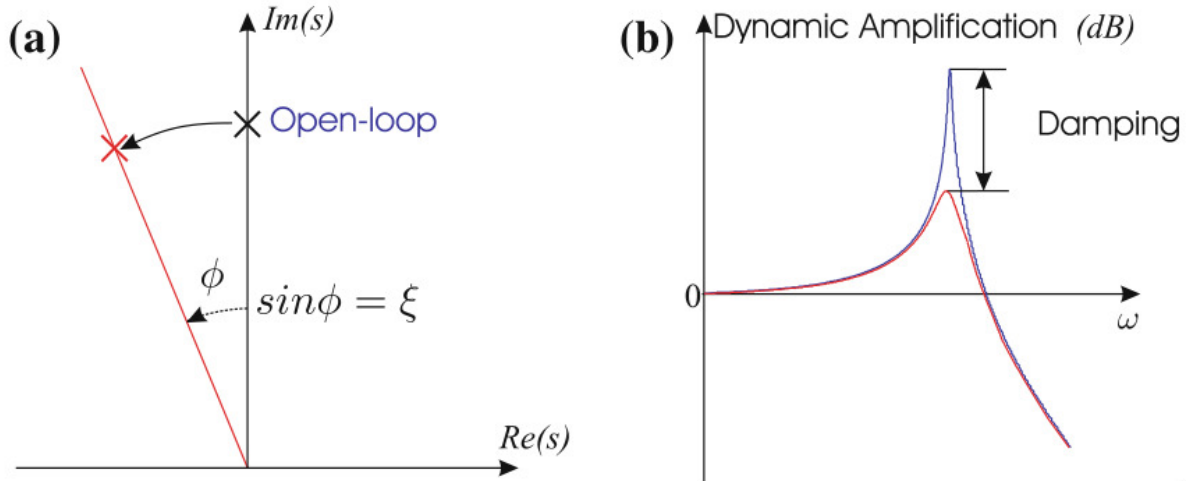 (a)
Im(s)
Open-loop
ϕ
sinϕ = ξ
Re(s)
(b)
Dynamic Amplification (dB)
Damping
0
ω